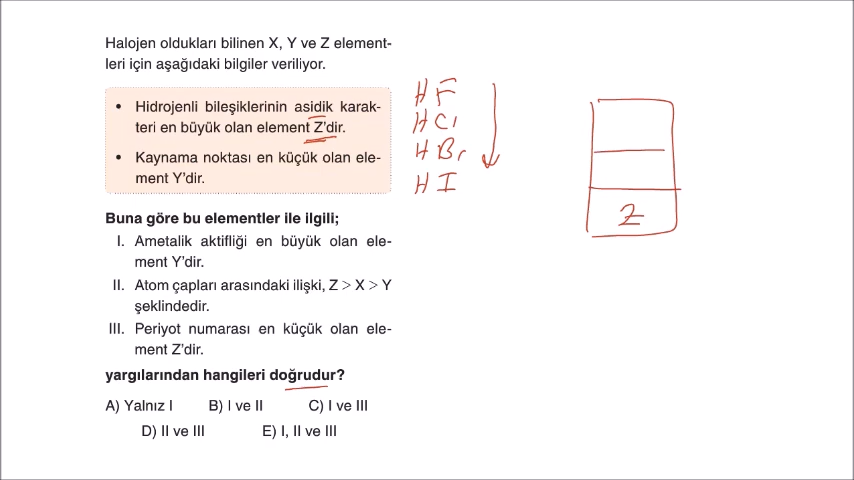 Halojen oldukları bilinen X, Y ve Z element-
leri için aşağıdaki bilgiler veriliyor.
• Hidrojenli bileşiklerinin asidik karak-
teri en büyük olan element Z'dir.
• Kaynama noktası en küçük olan ele-
ment Y'dir.
Buna göre bu elementler ile ilgili;
I. Ametalik aktifliği en büyük olan ele-
ment Y'dir.
II. Atom çapları arasındaki ilişki, Z > X > Y
şeklindedir.
III. Periyot numarası en küçük olan ele-
ment Z'dir.
yargılarından hangileri doğrudur?
A) Yalnız I B) I ve II C) I ve III
D) II ve III E) I, II ve III
HF
HCl
HBr
HI
Z